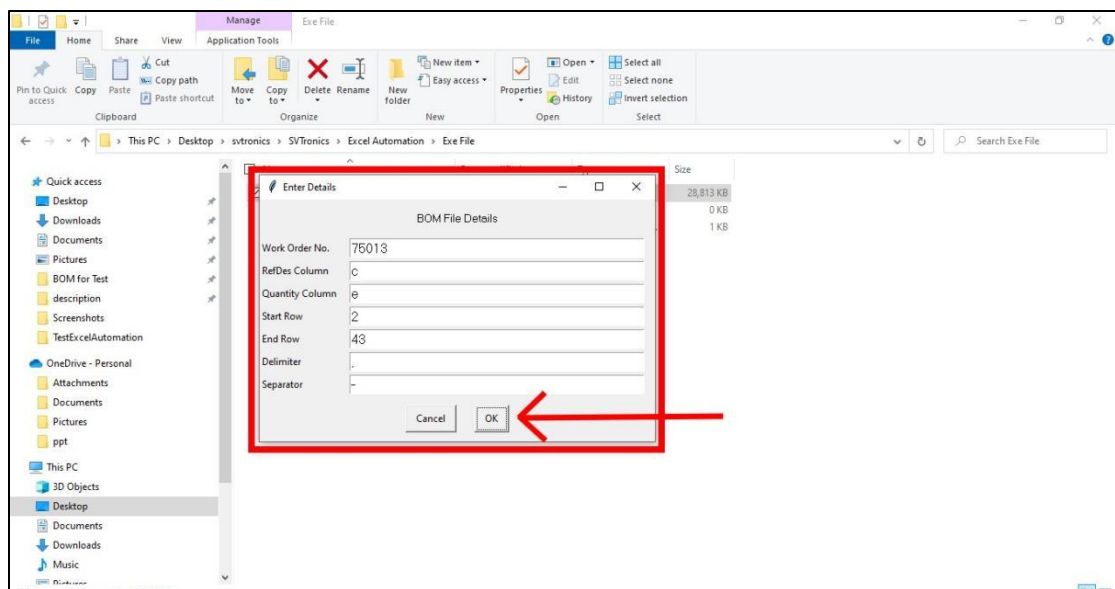 Manage
Exe File
File Home Share View Application Tools
Pin to Quick access
Copy
Paste
Cut
Copy path
Paste shortcut
Clipboard
Move to
Copy to
Delete
Rename
Organize
New folder
New item
Easy access
New
Properties
Open
Edit
History
Open
Select all
Select none
Invert selection
Select
This PC > Desktop > svtronics > SVTronics > Excel Automation > Exe File
Search Exe File
Size
28,813 KB
0 KB
1 KB
Quick access
Desktop
Downloads
Documents
Pictures
BOM for Test
description
Screenshots
TestExcelAutomation
OneDrive - Personal
Attachments
Documents
Pictures
ppt
This PC
3D Objects
Desktop
Documents
Downloads
Music
Enter Details
BOM File Details
Work Order No. 75013
RefDes Column c
Quantity Column e
Start Row 2
End Row 43
Delimiter
Separator -
Cancel OK